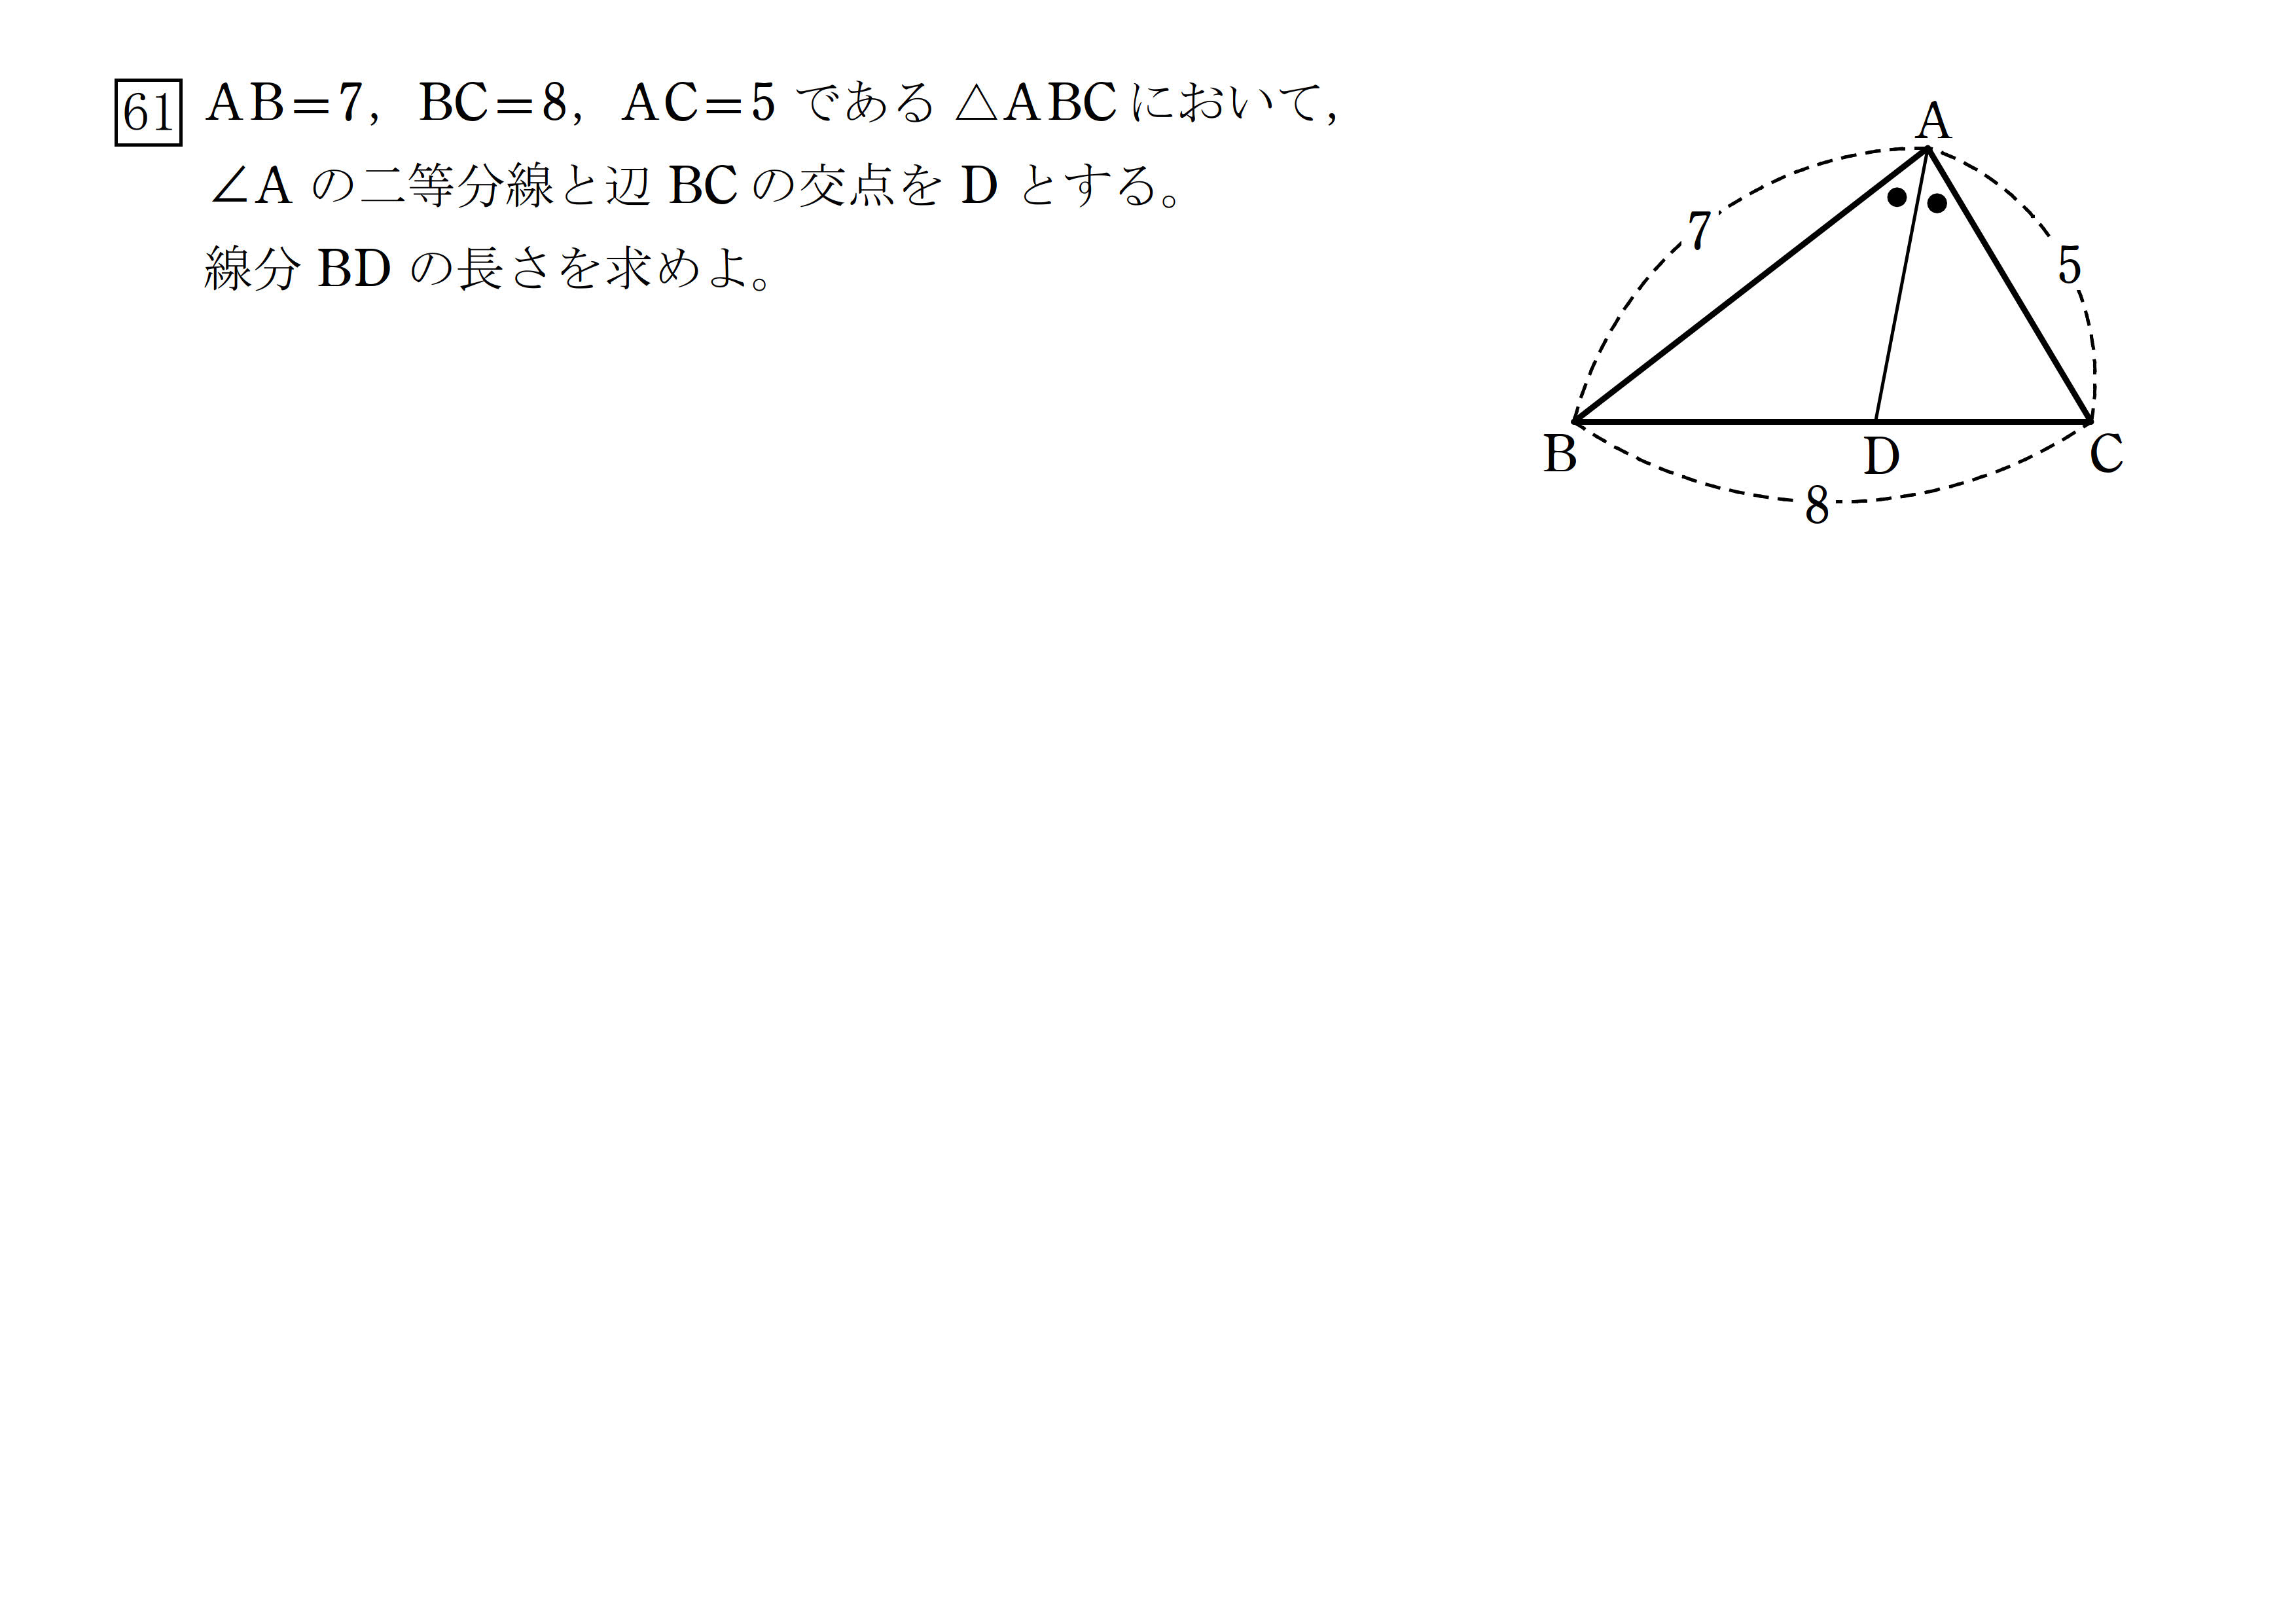 61 AB=7, BC=8, AC=5 である △ABC において,
∠A の二等分線と辺 BC の交点を D とする。
線分 BD の長さを求めよ。
A
7
5
B
D
C
8